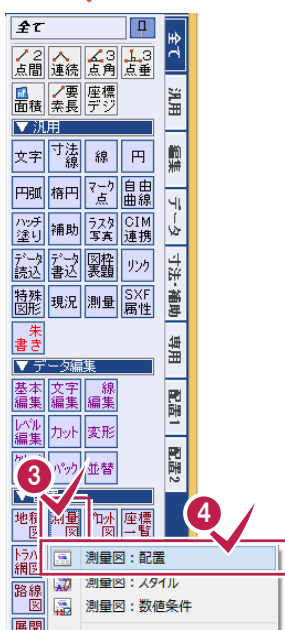 全て
2点間 連続 3点角 3点垂
面積 要素長 座標デジ
▼汎用
文字 寸法線 線 円
円弧 楕円 マーク点 自由曲線
ハッチ塗り 補助 ラスタ写真 CIM連携
データ読込 データ書込 図枠表題 リンク
特殊図形 現況 測量 SXF属性
朱書き
▼データ編集
基本編集 文字編集 線編集
レベル編集 カット 変形
パック 並替
3
地積図 測量図 プロット図 座標一覧
4
トラバ網図
測量図：配置
測量図：スタイル
路線図
測量図：数値条件
展開
全て
汎用
編集
データ
寸法・補助
専用
配置1
配置2